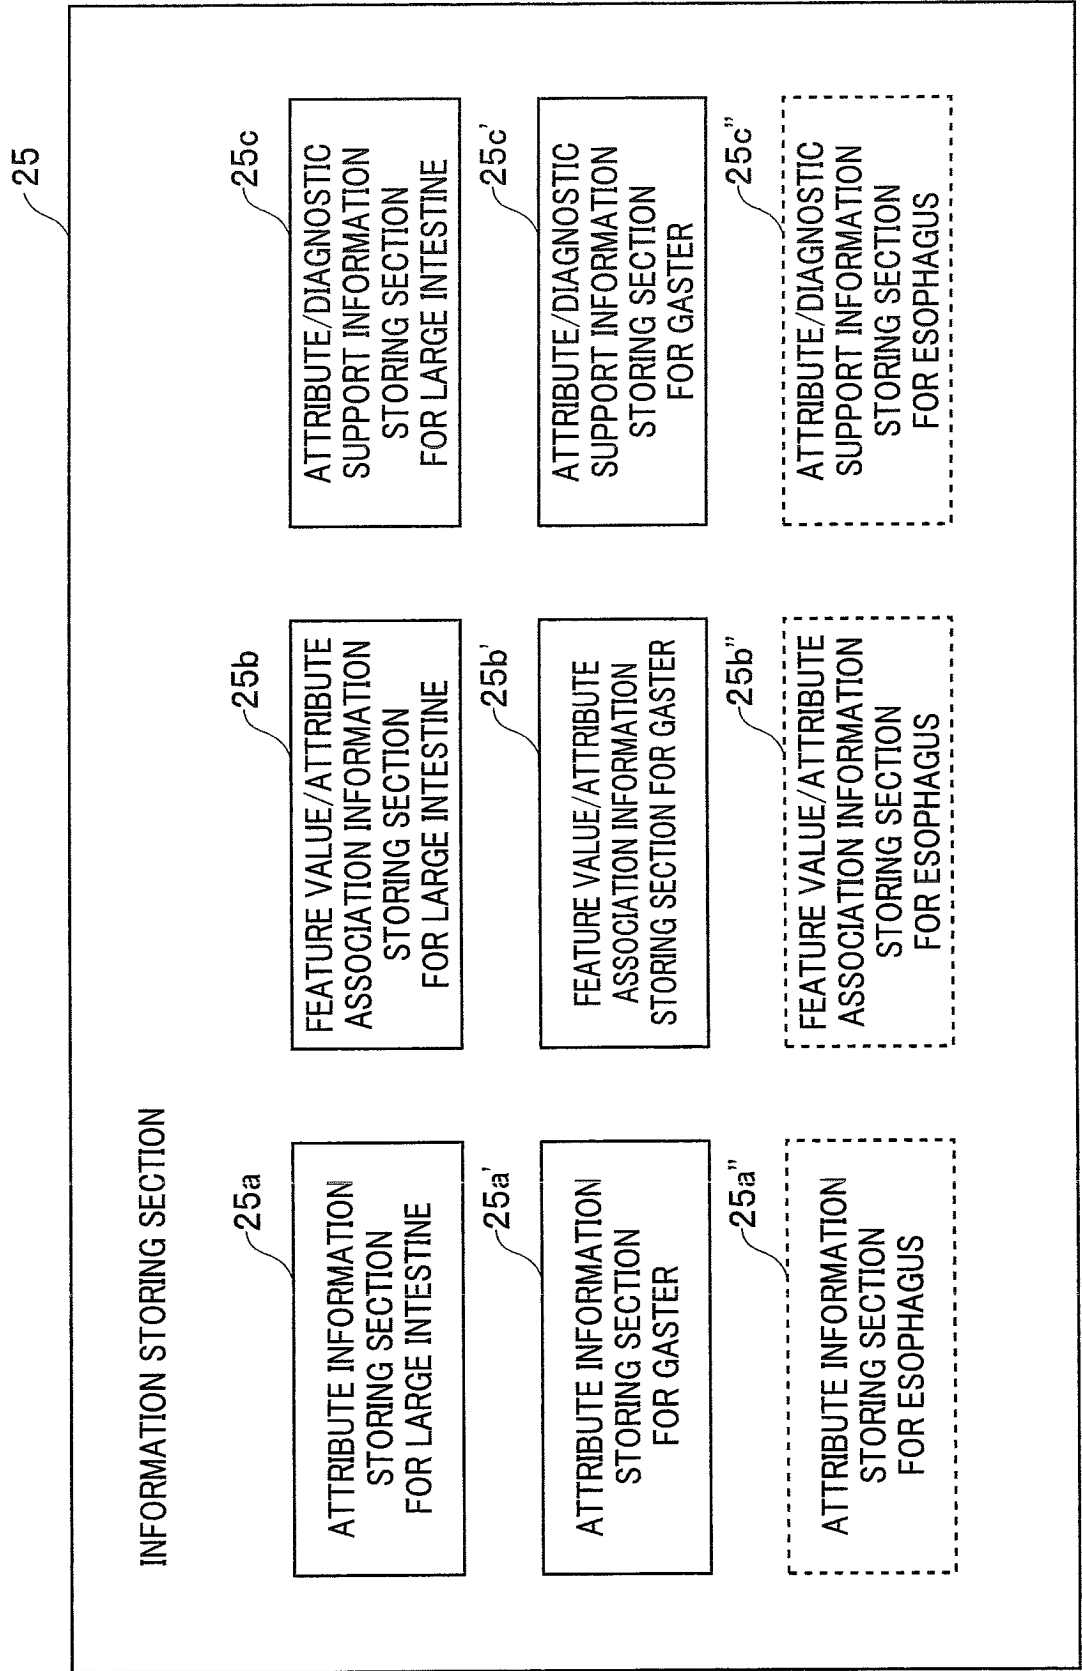 25
INFORMATION STORING SECTION
25a
ATTRIBUTE INFORMATION
STORING SECTION
FOR LARGE INTESTINE
25b
FEATURE VALUE/ATTRIBUTE
ASSOCIATION INFORMATION
STORING SECTION
FOR LARGE INTESTINE
25c
ATTRIBUTE/DIAGNOSTIC
SUPPORT INFORMATION
STORING SECTION
FOR LARGE INTESTINE
25a'
ATTRIBUTE INFORMATION
STORING SECTION
FOR GASTER
25b'
FEATURE VALUE/ATTRIBUTE
ASSOCIATION INFORMATION
STORING SECTION FOR GASTER
25c'
ATTRIBUTE/DIAGNOSTIC
SUPPORT INFORMATION
STORING SECTION
FOR GASTER
25a"
ATTRIBUTE INFORMATION
STORING SECTION
FOR ESOPHAGUS
25b"
FEATURE VALUE/ATTRIBUTE
ASSOCIATION INFORMATION
STORING SECTION
FOR ESOPHAGUS
25c"
ATTRIBUTE/DIAGNOSTIC
SUPPORT INFORMATION
STORING SECTION
FOR ESOPHAGUS